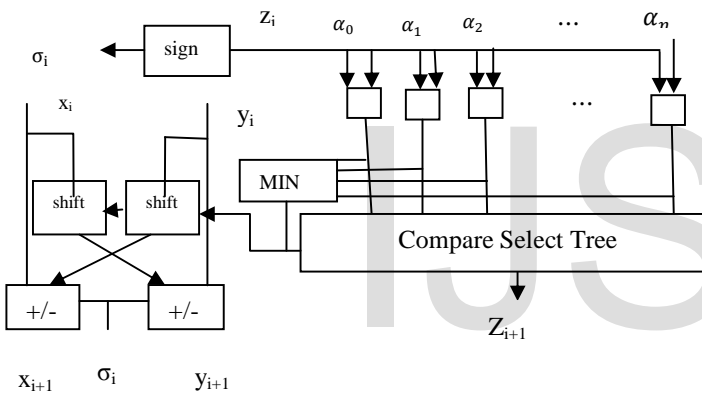 z_i α_0 α_1 α_2 ... α_n
sign
σ_i
x_i
y_i
...
MIN
shift shift
Compare Select Tree
+/- +/-
Z_{i+1}
x_{i+1} σ_i y_{i+1}
IJS